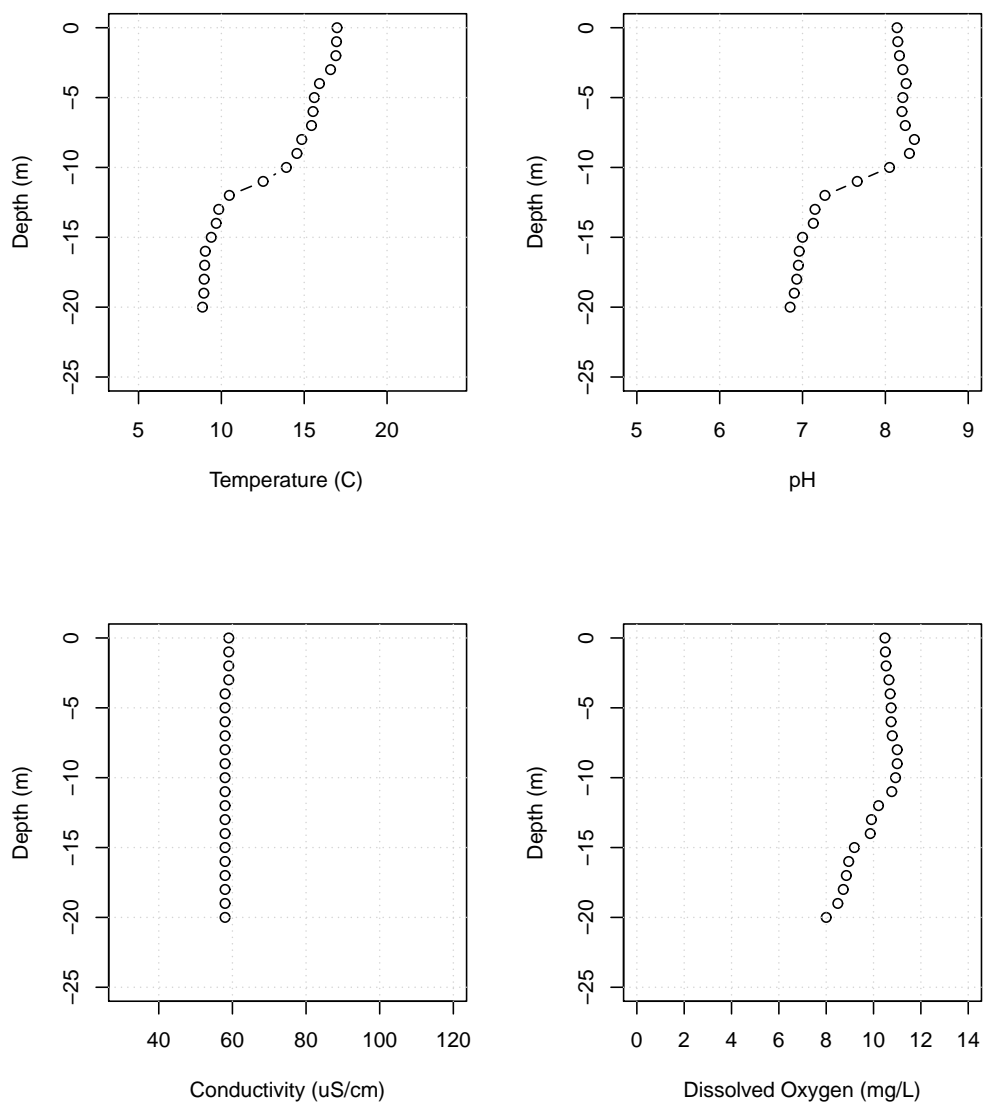 0
−5
−10
−15
−20
−25
Depth (m)
5 10 15 20
Temperature (C)
0
−5
−10
−15
−20
−25
Depth (m)
5 6 7 8 9
pH
0
−5
−10
−15
−20
−25
Depth (m)
40 60 80 100 120
Conductivity (uS/cm)
0
−5
−10
−15
−20
−25
Depth (m)
0 2 4 6 8 10 12 14
Dissolved Oxygen (mg/L)